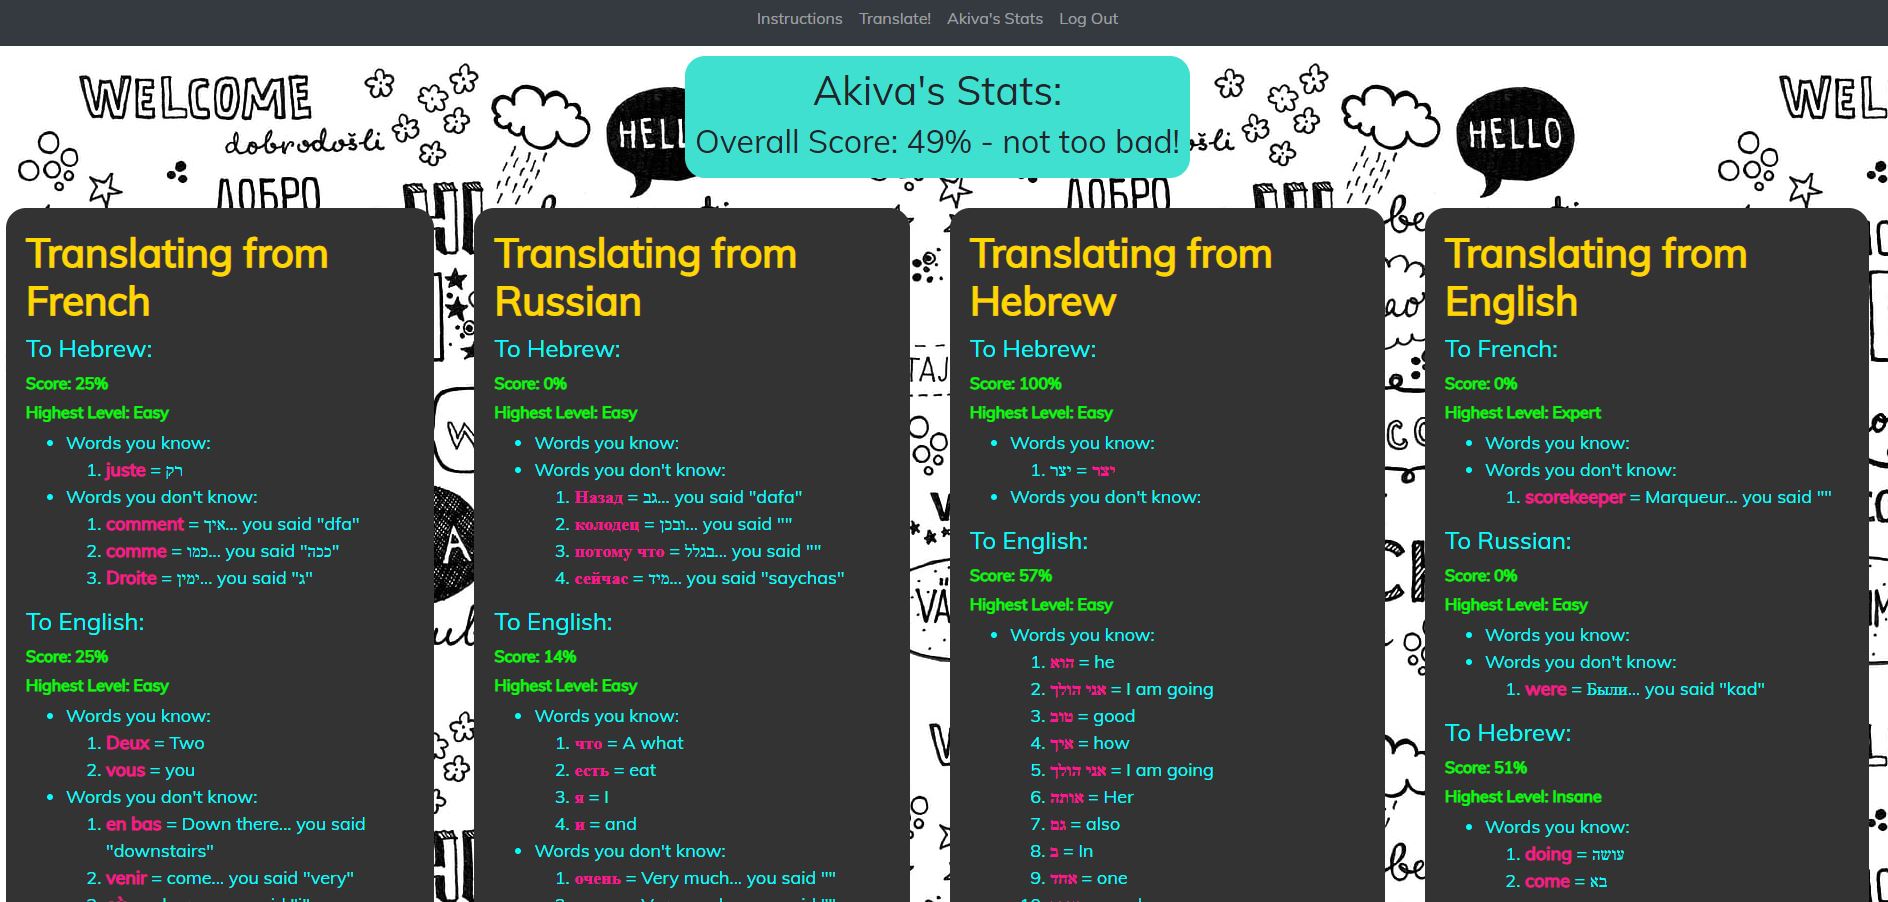 Instructions Translate! Akiva's Stats Log Out
WELCOME
dobrodošli
HELLO
ДОБРО
Akiva's Stats:
Overall Score: 49% - not too bad!
Translating from
French
To Hebrew:
Score: 25%
Highest Level: Easy
Words you know:
1. juste = רק
Words you don't know:
1. comment = איך... you said "dfa"
2. comme = כמו... you said "ככה"
3. Droite = ימין... you said "ג"
To English:
Score: 25%
Highest Level: Easy
Words you know:
1. Deux = Two
2. vous = you
Words you don't know:
1. en bas = Down there... you said
"downstairs"
2. venir = come... you said "very"
Translating from
Russian
To Hebrew:
Score: 0%
Highest Level: Easy
Words you know:
Words you don't know:
1. Назад = גב... you said "dafa"
2. колодец = ובכן... you said ""
3. потому что = בגלל... you said ""
4. сейчас = מיד... you said "saychas"
To English:
Score: 14%
Highest Level: Easy
Words you know:
1. что = A what
2. есть = eat
3. я = I
4. и = and
Words you don't know:
1. очень = Very much... you said ""
Translating from
Hebrew
To Hebrew:
Score: 100%
Highest Level: Easy
Words you know:
1. יצר = יצר
Words you don't know:
To English:
Score: 57%
Highest Level: Easy
Words you know:
1. הוא = he
2. אני הולך = I am going
3. טוב = good
4. איך = how
5. אני הולך = I am going
6. אותה = Her
7. גם = also
8. ב = In
9. אחד = one
Translating from
English
To French:
Score: 0%
Highest Level: Expert
Words you know:
Words you don't know:
1. scorekeeper = Marqueur... you said ""
To Russian:
Score: 0%
Highest Level: Easy
Words you know:
Words you don't know:
1. were = Были... you said "kad"
To Hebrew:
Score: 51%
Highest Level: Insane
Words you know:
1. doing = עושה
2. come = בא